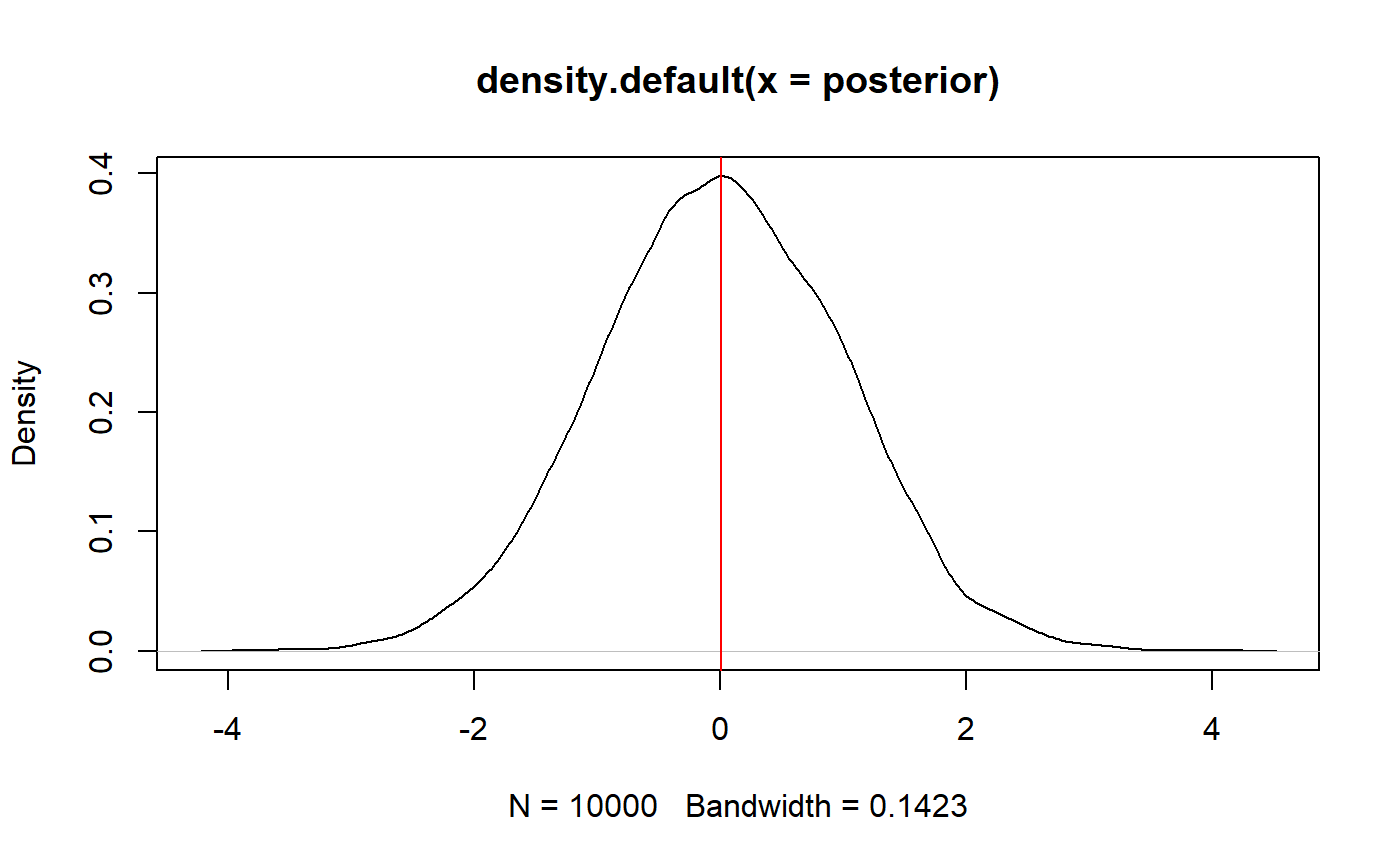 density.default(x = posterior)
Density
0.4
0.3
0.2
0.1
0.0
-4 -2 0 2 4
N = 10000 Bandwidth = 0.1423